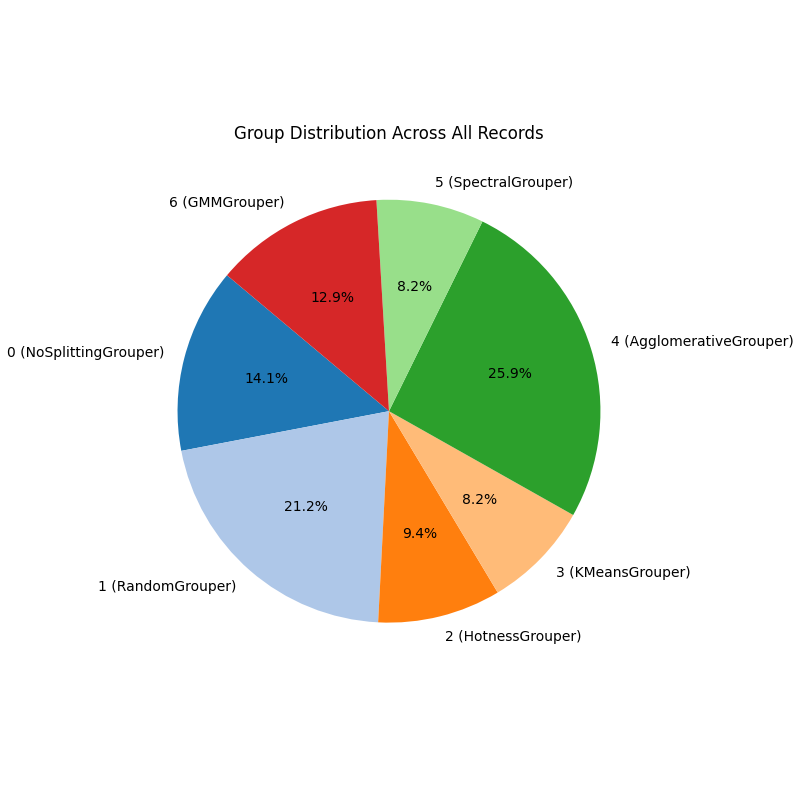 Group Distribution Across All Records
5 (SpectralGrouper)
6 (GMMGrouper)
8.2%
12.9%
4 (AgglomerativeGrouper)
0 (NoSplittingGrouper)
25.9%
14.1%
8.2%
21.2%
9.4%
3 (KMeansGrouper)
1 (RandomGrouper)
2 (HotnessGrouper)